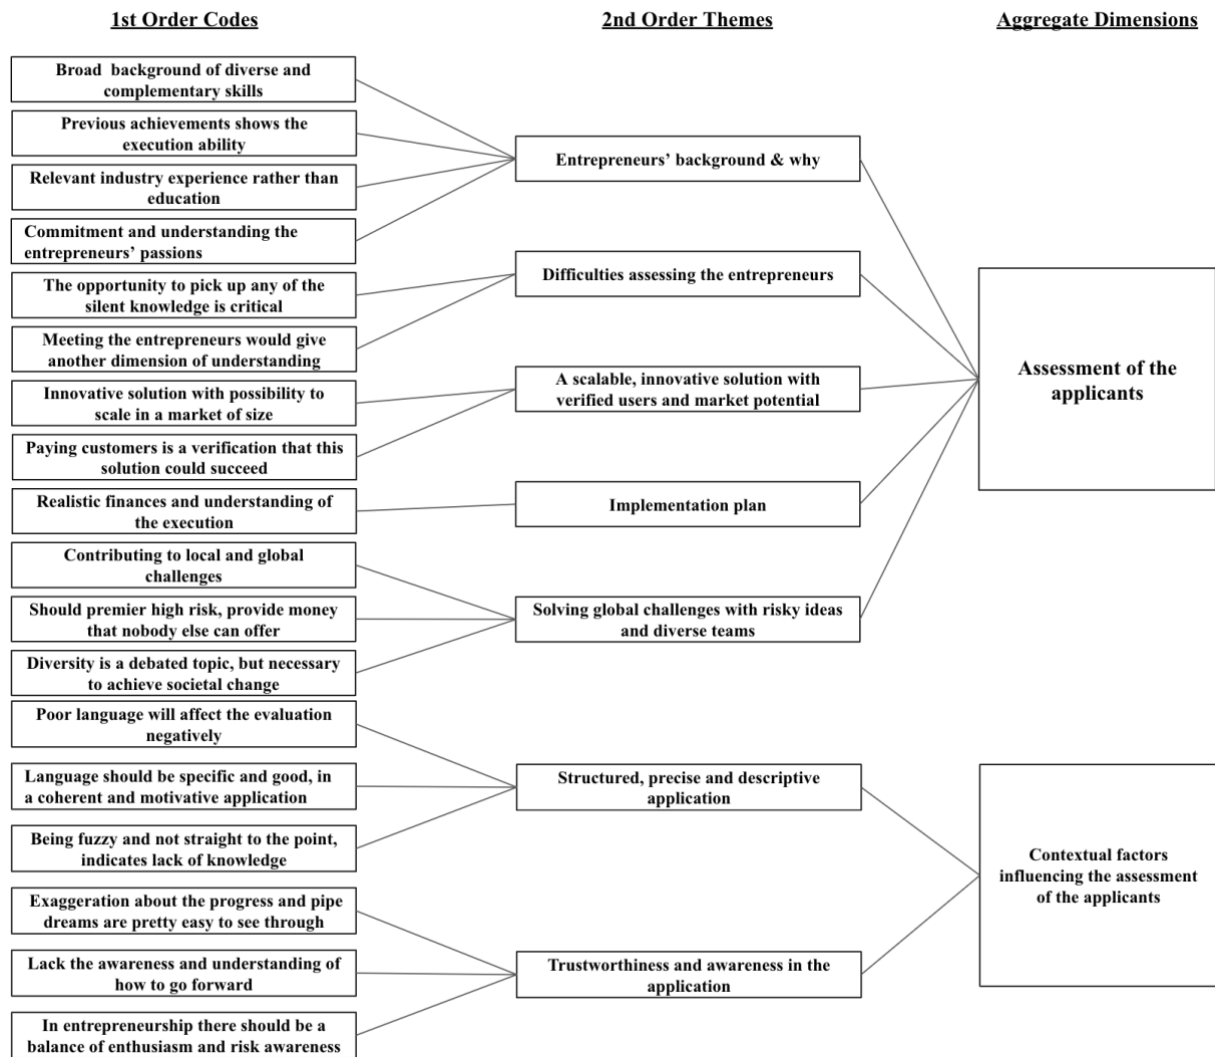 1st Order Codes
2nd Order Themes
Aggregate Dimensions
Broad background of diverse and
complementary skills
Previous achievements shows the
execution ability
Relevant industry experience rather than
education
Commitment and understanding the
entrepreneurs' passions
The opportunity to pick up any of the
silent knowledge is critical
Meeting the entrepreneurs would give
another dimension of understanding
Innovative solution with possibility to
scale in a market of size
Paying customers is a verification that this
solution could succeed
Realistic finances and understanding of
the execution
Contributing to local and global
challenges
Should premier high risk, provide money
that nobody else can offer
Diversity is a debated topic, but necessary
to achieve societal change
Poor language will affect the evaluation
negatively
Language should be specific and good, in
a coherent and motivative application
Being fuzzy and not straight to the point,
indicates lack of knowledge
Exaggeration about the progress and pipe
dreams are pretty easy to see through
Lack the awareness and understanding of
how to go forward
In entrepreneurship there should be a
balance of enthusiasm and risk awareness
Entrepreneurs' background & why
Difficulties assessing the entrepreneurs
A scalable, innovative solution with
verified users and market potential
Implementation plan
Solving global challenges with risky ideas
and diverse teams
Structured, precise and descriptive
application
Trustworthiness and awareness in the
application
Assessment of the
applicants
Contextual factors
influencing the assessment
of the applicants